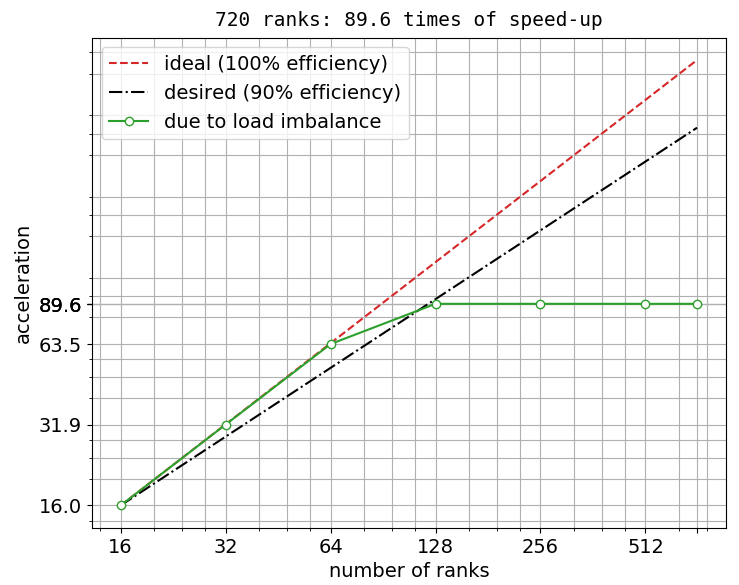 720 ranks: 89.6 times of speed-up
ideal (100% efficiency)
desired (90% efficiency)
due to load imbalance
acceleration
89.6
63.5
31.9
16.0
16 32 64 128 256 512
number of ranks